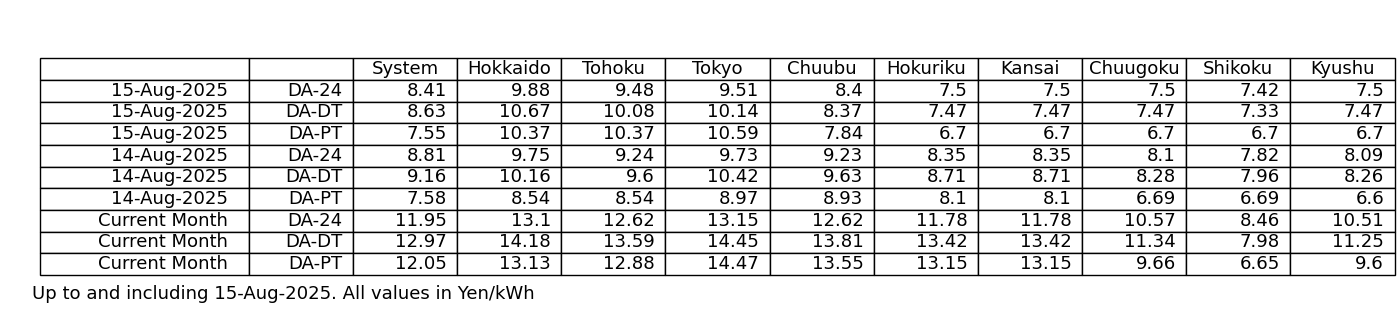 System Hokkaido Tohoku Tokyo Chuubu Hokuriku Kansai Chuugoku Shikoku Kyushu
15-Aug-2025 DA-24 8.41 9.88 9.48 9.51 8.4 7.5 7.5 7.5 7.42 7.5
15-Aug-2025 DA-DT 8.63 10.67 10.08 10.14 8.37 7.47 7.47 7.47 7.33 7.47
15-Aug-2025 DA-PT 7.55 10.37 10.37 10.59 7.84 6.7 6.7 6.7 6.7 6.7
14-Aug-2025 DA-24 8.81 9.75 9.24 9.73 9.23 8.35 8.35 8.1 7.82 8.09
14-Aug-2025 DA-DT 9.16 10.16 9.6 10.42 9.63 8.71 8.71 8.28 7.96 8.26
14-Aug-2025 DA-PT 7.58 8.54 8.54 8.97 8.93 8.1 8.1 6.69 6.69 6.6
Current Month DA-24 11.95 13.1 12.62 13.15 12.62 11.78 11.78 10.57 8.46 10.51
Current Month DA-DT 12.97 14.18 13.59 14.45 13.81 13.42 13.42 11.34 7.98 11.25
Current Month DA-PT 12.05 13.13 12.88 14.47 13.55 13.15 13.15 9.66 6.65 9.6
Up to and including 15-Aug-2025. All values in Yen/kWh